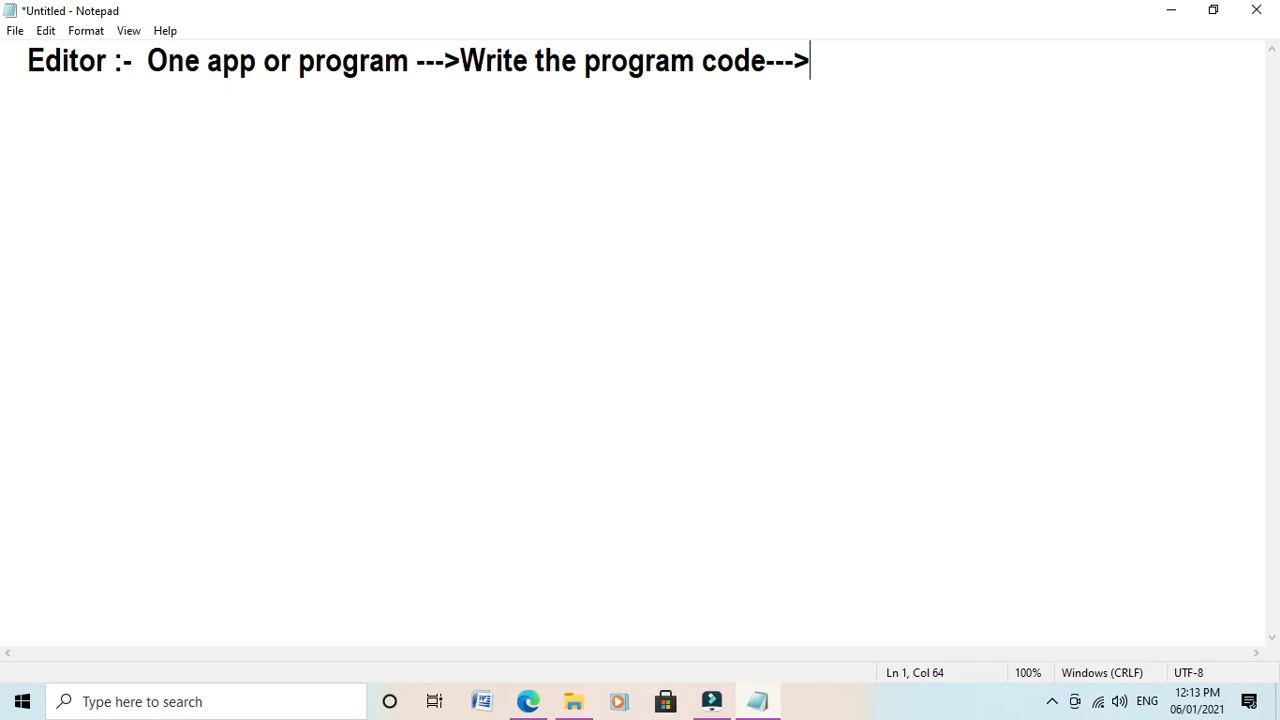 *Untitled - Notepad
File Edit Format View Help
Editor :-  One app or program --->Write the program code--->
Ln 1, Col 64 100% Windows (CRLF) UTF-8
Type here to search
ENG
12:13 PM
06/01/2021